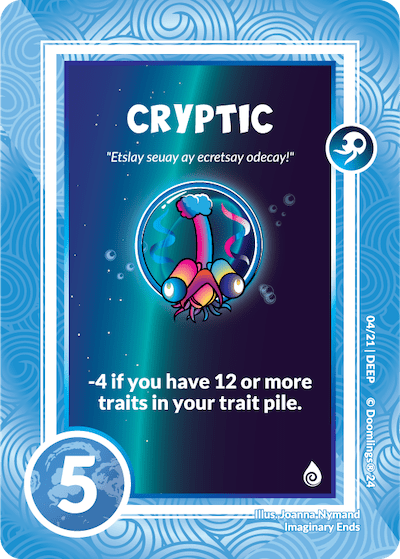 CRYPTIC
"Etslay seuay ay ecretsay odecay!"
-4 if you have 12 or more
traits in your trait pile.
04/21 | DEEP © Doomlings® 24
5
Illus. Joanna Nymand
Imaginary Ends